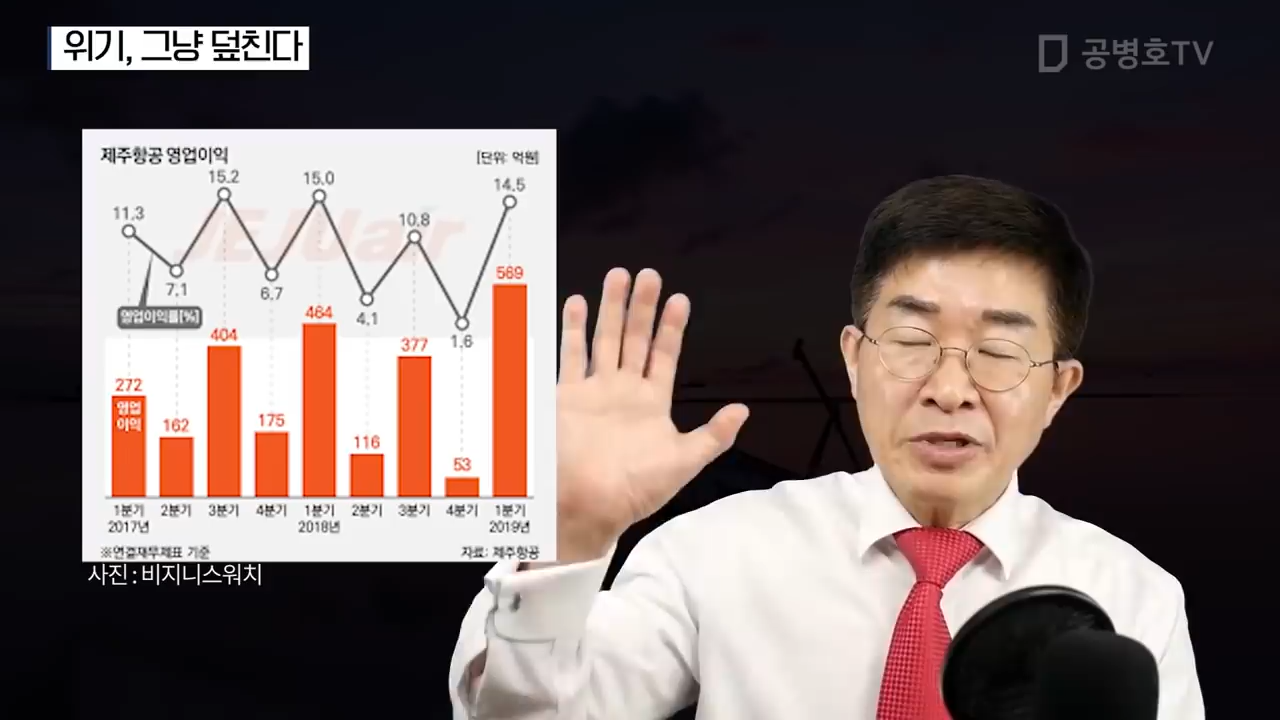 위기, 그냥 덮친다
공병호TV
제주항공 영업이익
[단위: 억원]
15.2
15.0
14.5
11.3
10.8
7.1
6.7
4.1
1.6
영업이익률[%]
JEJUair
272
162
404
175
464
116
377
53
569
영업
이익
1분기 2분기 3분기 4분기 1분기 2분기 3분기 4분기 1분기
2017년 2018년 2019년
※연결재무제표 기준
자료: 제주항공
사진 : 비지니스워치